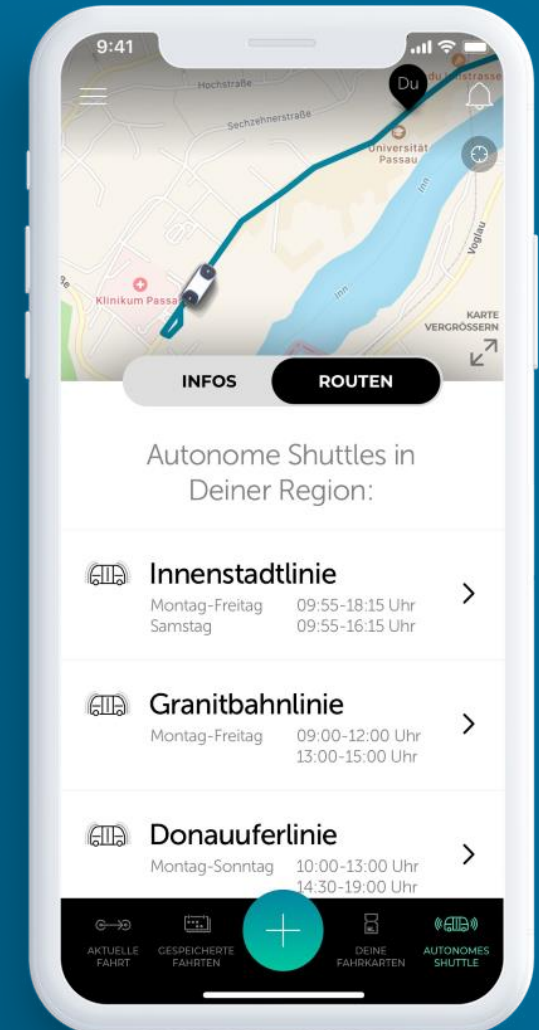 9:41
Hochstraße
Du
Sechzehnerstraße
Universität
Passau
Inn
Voglau
Klinikum Passa
Inn
KARTE
VERGRÖSSERN
INFOS ROUTEN
Autonome Shuttles in
Deiner Region:
Innenstadtlinie
Montag-Freitag 09:55-18:15 Uhr
Samstag 09:55-16:15 Uhr
Granitbahnlinie
Montag-Freitag 09:00-12:00 Uhr
13:00-15:00 Uhr
Donauuferlinie
Montag-Sonntag 10:00-13:00 Uhr
14:30-19:00 Uhr
AKTUELLE
FAHRT
GESPEICHERTE
FAHRTEN
DEINE
FAHRKARTEN
AUTONOMES
SHUTTLE